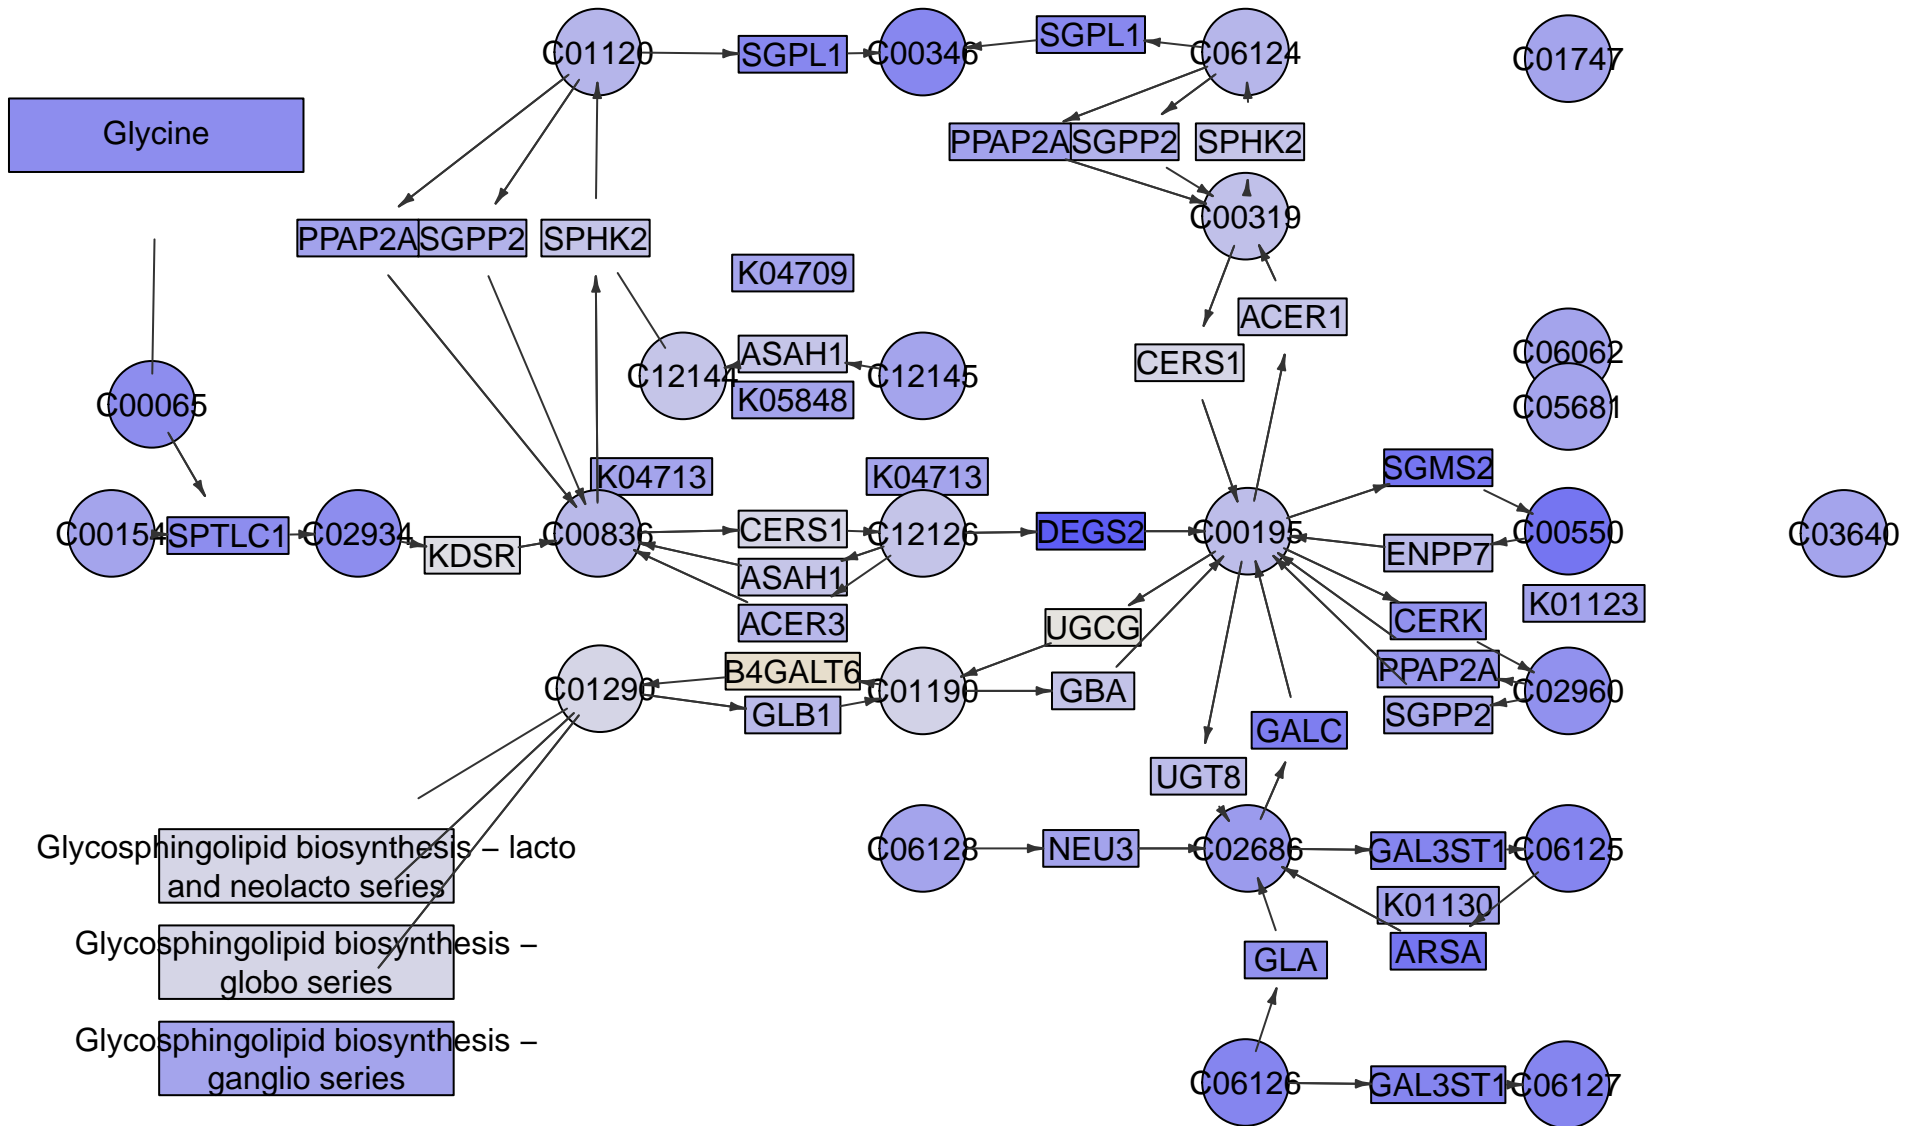 C01120
SGPL1
C00346
SGPL1
C06124
C01747
Glycine
PPAP2A
SGPP2
SPHK2
C00319
PPAP2A
SGPP2
SPHK2
K04709
ACER1
C12144
ASAH1
C12145
K05848
CERS1
C06062
C05681
C00065
K04713
K04713
SGMS2
C00154
SPTLC1
C02934
KDSR
C00836
CERS1
C12126
DEGS2
C00195
ENPP7
C00550
C03640
ASAH1
ACER3
UGCG
CERK
K01123
C01290
B4GALT6
GLB1
C01190
GBA
PPAP2A
SGPP2
C02960
GALC
UGT8
Glycosphingolipid biosynthesis – lacto
and neolacto series
C06128
NEU3
C02686
GAL3ST1
C06125
K01130
ARSA
Glycosphingolipid biosynthesis –
globo series
GLA
Glycosphingolipid biosynthesis –
ganglio series
C06126
GAL3ST1
C06127